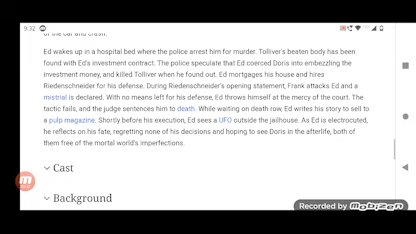 9:32
of the car and crash.
Ed wakes up in a hospital bed where the police arrest him for murder. Tolliver's beaten body has been
found with Ed's investment contract. The police speculate that Ed coerced Doris into embezzling the
investment money, and killed Tolliver when he found out. Ed mortgages his house and hires
Riedenschneider for his defense. During Riedenschneider's opening statement, Frank attacks Ed and a
mistrial is declared. With no means left for his defense, Ed throws himself at the mercy of the court. The
tactic fails, and the judge sentences him to death. While waiting on death row, Ed writes his story to sell to
a pulp magazine. Shortly before his execution, Ed sees a UFO outside the jailhouse. As Ed is electrocuted,
he reflects on his fate, regretting none of his decisions and hoping to see Doris in the afterlife, both of
them free of the mortal world's imperfections.
Cast
Background
Recorded by mobizen